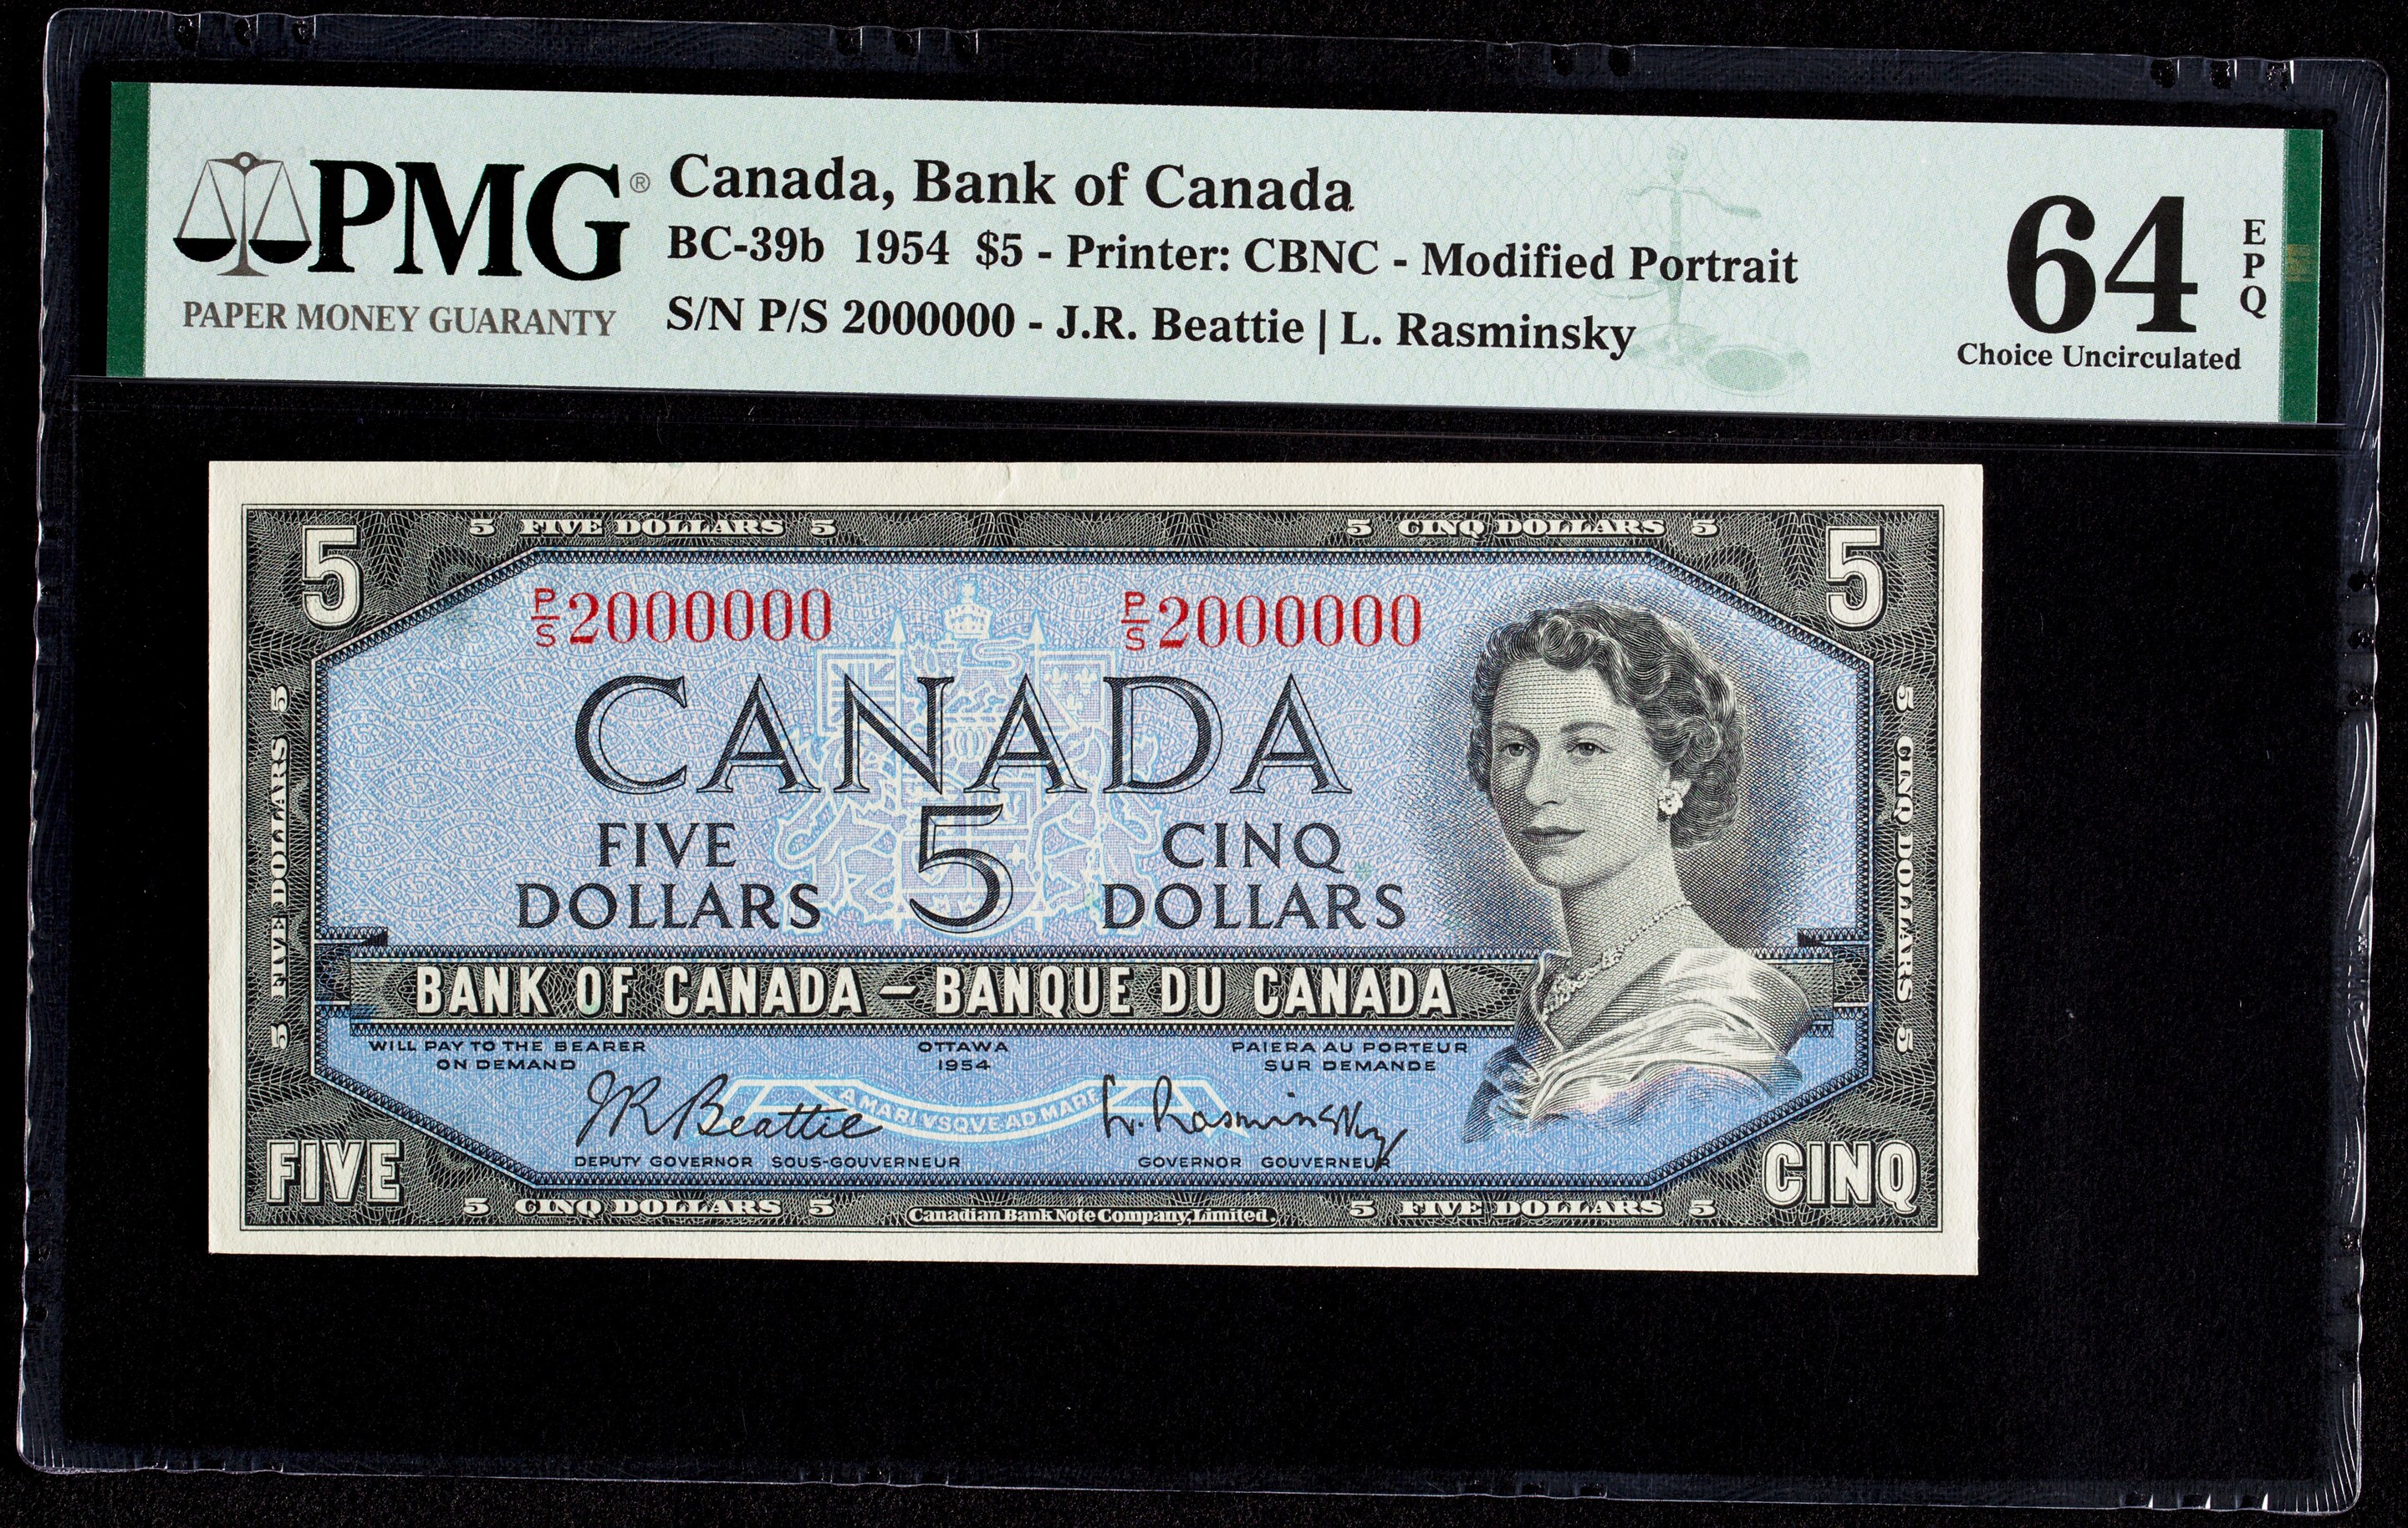 PMG®
PAPER MONEY GUARANTY
Canada, Bank of Canada
BC-39b 1954 $5 - Printer: CBNC - Modified Portrait
S/N P/S 2000000 - J.R. Beattie | L. Rasminsky
64
EPQ
Choice Uncirculated
5 5 FIVE DOLLARS 5 5 CINQ DOLLARS 5 5
P/S 2000000 P/S 2000000
CANADA
FIVE DOLLARS
5
CINQ DOLLARS
5 FIVE DOLLARS 5
5 CINQ DOLLARS 5
BANK OF CANADA – BANQUE DU CANADA
WILL PAY TO THE BEARER
ON DEMAND
OTTAWA
1954
PAIERA AU PORTEUR
SUR DEMANDE
A MARI VSQVE AD MARE
JR Beattie
L. Rasminsky
DEPUTY GOVERNOR SOUS-GOUVERNEUR
GOVERNOR GOUVERNEUR
FIVE
CINQ
5 CINQ DOLLARS 5
Canadian Bank Note Company, Limited.
5 FIVE DOLLARS 5